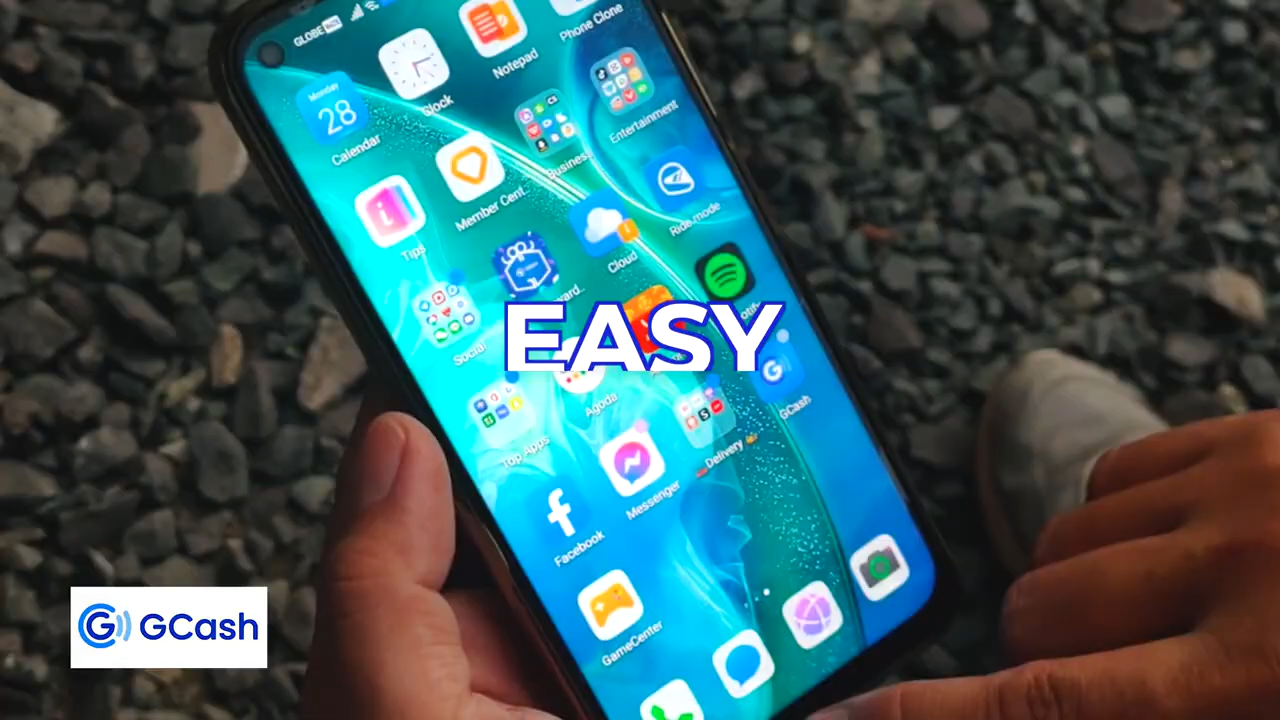 GLOBE
Phone Clone
Notepad
Clock
Monday
28
Calendar
Entertainment
Business
Member Cent...
Tips
Ride mode
Cloud
Social
EASY
GCash
Agoda
Top Apps
Delivery
Messenger
Facebook
GameCenter
GCash